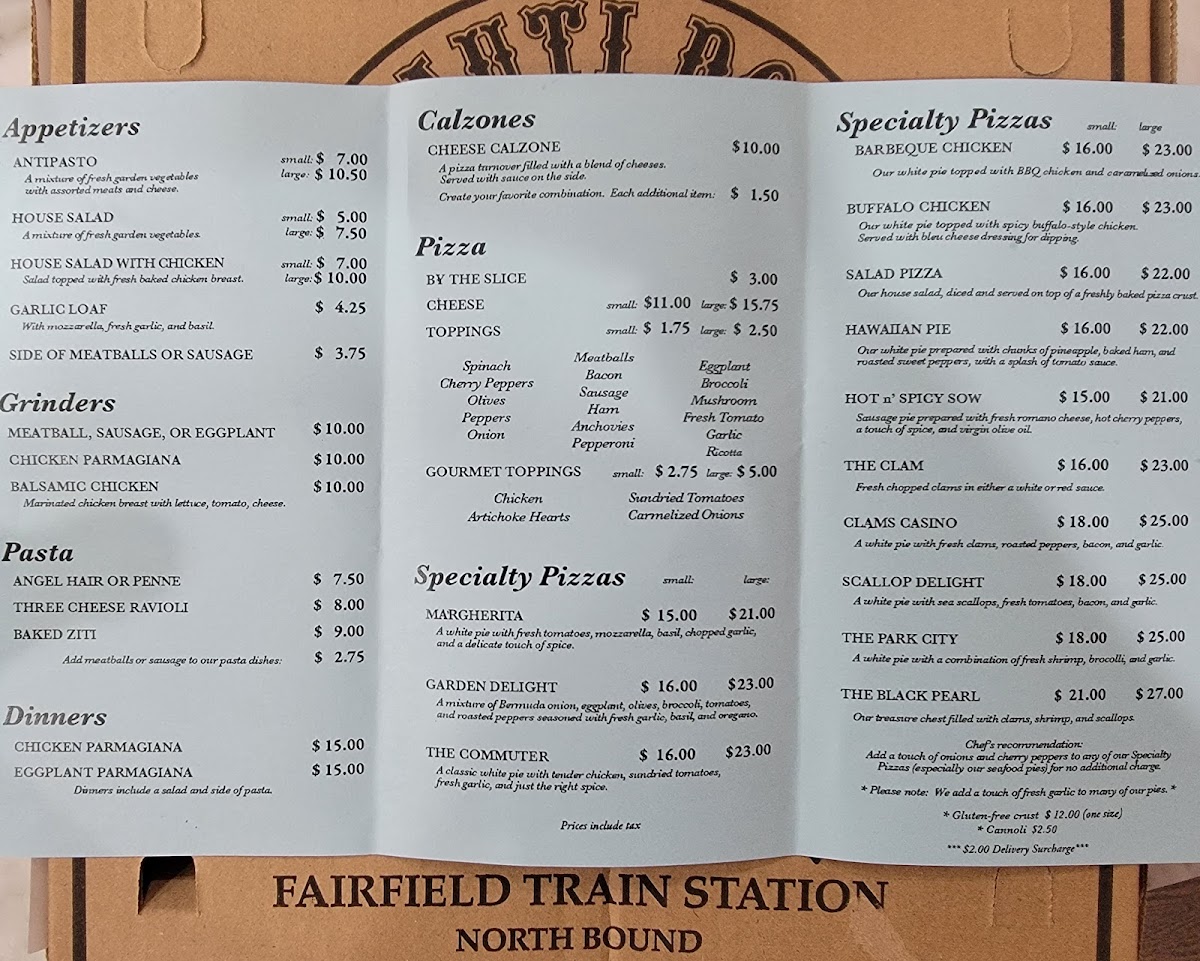 Appetizers
ANTIPASTO small: $ 7.00
A mixture of fresh garden vegetables large: $ 10.50
with assorted meats and cheese.
HOUSE SALAD small: $ 5.00
A mixture of fresh garden vegetables. large: $ 7.50
HOUSE SALAD WITH CHICKEN small: $ 7.00
Salad topped with fresh baked chicken breast. large: $ 10.00
GARLIC LOAF $ 4.25
With mozzarella, fresh garlic, and basil.
SIDE OF MEATBALLS OR SAUSAGE $ 3.75
Grinders
MEATBALL, SAUSAGE, OR EGGPLANT $10.00
CHICKEN PARMAGIANA $10.00
BALSAMIC CHICKEN $10.00
Marinated chicken breast with lettuce, tomato, cheese.
Pasta
ANGEL HAIR OR PENNE $ 7.50
THREE CHEESE RAVIOLI $ 8.00
BAKED ZITI $ 9.00
Add meatballs or sausage to our pasta dishes: $ 2.75
Dinners
CHICKEN PARMAGIANA $ 15.00
EGGPLANT PARMAGIANA $ 15.00
Dinners include a salad and side of pasta.
Calzones
CHEESE CALZONE $10.00
A pizza turnover filled with a blend of cheeses.
Served with sauce on the side.
Create your favorite combination. Each additional item: $ 1.50
Pizza
BY THE SLICE $ 3.00
CHEESE small: $11.00 large: $ 15.75
TOPPINGS small: $ 1.75 large: $ 2.50
Spinach
Cherry Peppers
Olives
Peppers
Onion
Meatballs
Bacon
Sausage
Ham
Anchovies
Pepperoni
Eggplant
Broccoli
Mushroom
Fresh Tomato
Garlic
Ricotta
GOURMET TOPPINGS small: $ 2.75 large: $ 5.00
Chicken Sundried Tomatoes
Artichoke Hearts Carmelized Onions
Specialty Pizzas small: large:
MARGHERITA $ 15.00 $21.00
A white pie with fresh tomatoes, mozzarella, basil, chopped garlic,
and a delicate touch of spice.
GARDEN DELIGHT $ 16.00 $23.00
A mixture of Bermuda onion, eggplant, olives, broccoli, tomatoes,
and roasted peppers seasoned with fresh garlic, basil, and oregano.
THE COMMUTER $ 16.00 $23.00
A classic white pie with tender chicken, sundried tomatoes,
fresh garlic, and just the right spice.
Prices include tax
Specialty Pizzas small: large
BARBEQUE CHICKEN $ 16.00 $ 23.00
Our white pie topped with BBQ chicken and caramelized onions.
BUFFALO CHICKEN $ 16.00 $ 23.00
Our white pie topped with spicy buffalo-style chicken.
Served with bleu cheese dressing for dipping.
SALAD PIZZA $ 16.00 $ 22.00
Our house salad, diced and served on top of a freshly baked pizza crust.
HAWAIIAN PIE $ 16.00 $ 22.00
Our white pie prepared with chunks of pineapple, baked ham, and
roasted sweet peppers, with a splash of tomato sauce.
HOT n' SPICY SOW $ 15.00 $ 21.00
Sausage pie prepared with fresh romano cheese, hot cherry peppers,
a touch of spice, and virgin olive oil.
THE CLAM $ 16.00 $ 23.00
Fresh chopped clams in either a white or red sauce.
CLAMS CASINO $ 18.00 $ 25.00
A white pie with fresh clams, roasted peppers, bacon, and garlic.
SCALLOP DELIGHT $ 18.00 $ 25.00
A white pie with sea scallops, fresh tomatoes, bacon, and garlic.
THE PARK CITY $ 18.00 $ 25.00
A white pie with a combination of fresh shrimp, brocolli, and garlic.
THE BLACK PEARL $ 21.00 $ 27.00
Our treasure chest filled with clams, shrimp, and scallops.
Chef's recommendation:
Add a touch of onions and cherry peppers to any of our Specialty
Pizzas (especially our seafood pies) for no additional charge.
* Please note: We add a touch of fresh garlic to many of our pies. *
* Gluten-free crust $ 12.00 (one size)
* Cannoli $2.50
*** $2.00 Delivery Surcharge***
FAIRFIELD TRAIN STATION
NORTH BOUND